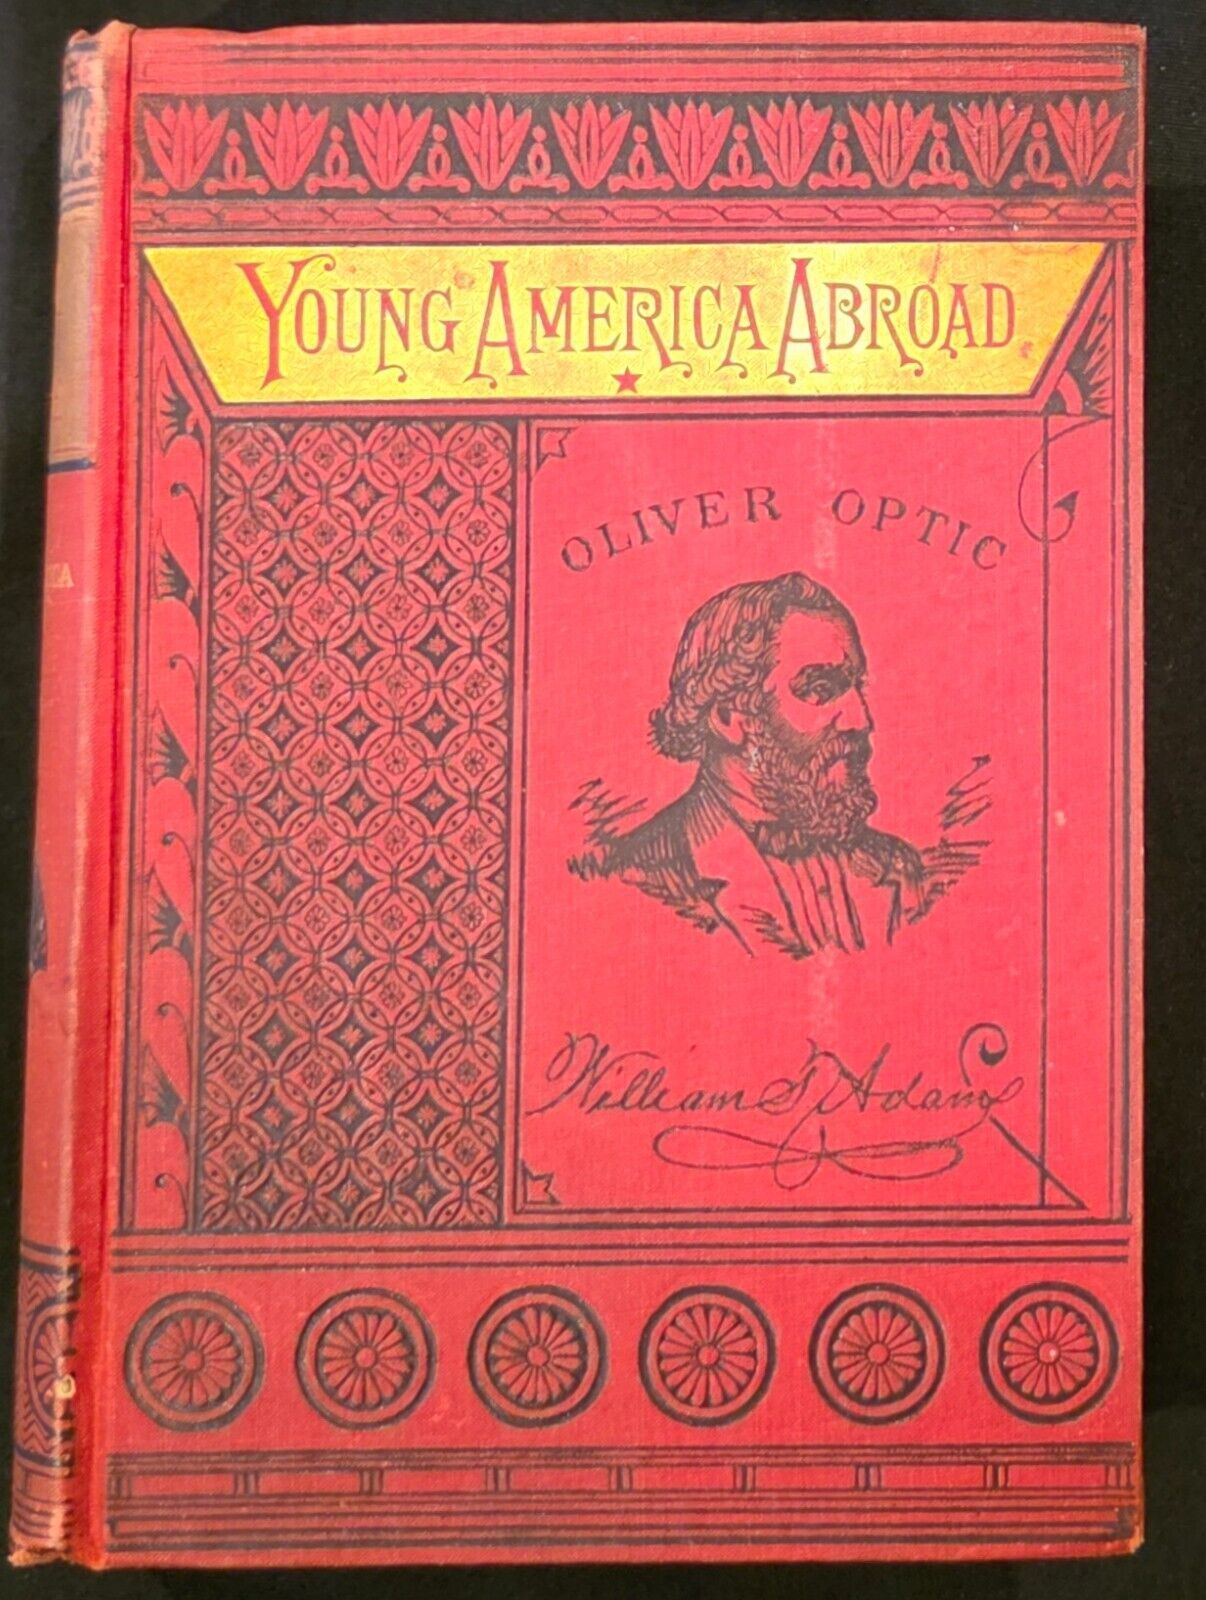 YOUNG AMERICA ABROAD
OLIVER OPTIC
William T. Adams